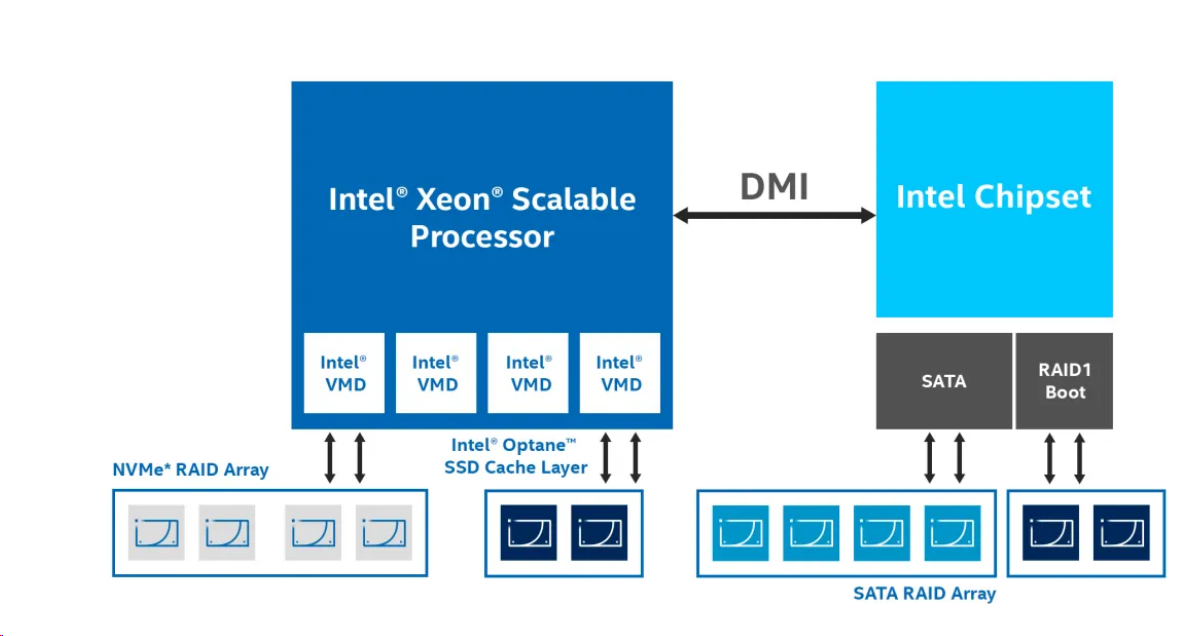 Intel® Xeon® Scalable
Processor
DMI
Intel Chipset
Intel®
VMD
Intel®
VMD
Intel®
VMD
Intel®
VMD
SATA
RAID1
Boot
NVMe* RAID Array
Intel® Optane™
SSD Cache Layer
SATA RAID Array